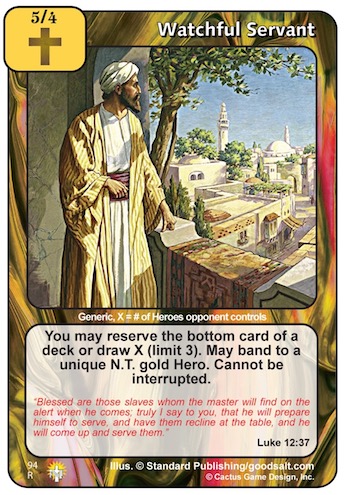 5/4
Watchful Servant
Generic, X = # of Heroes opponent controls
You may reserve the bottom card of a
deck or draw X (limit 3). May band to a
unique N.T. gold Hero. Cannot be
interrupted.
"Blessed are those slaves whom the master will find on the
alert when he comes; truly I say to you, that he will prepare
himself to serve, and have them recline at the table, and he
will come up and serve them."
Luke 12:37
94
R
Illus. © Standard Publishing/goodsalt.com
© Cactus Game Design, Inc.